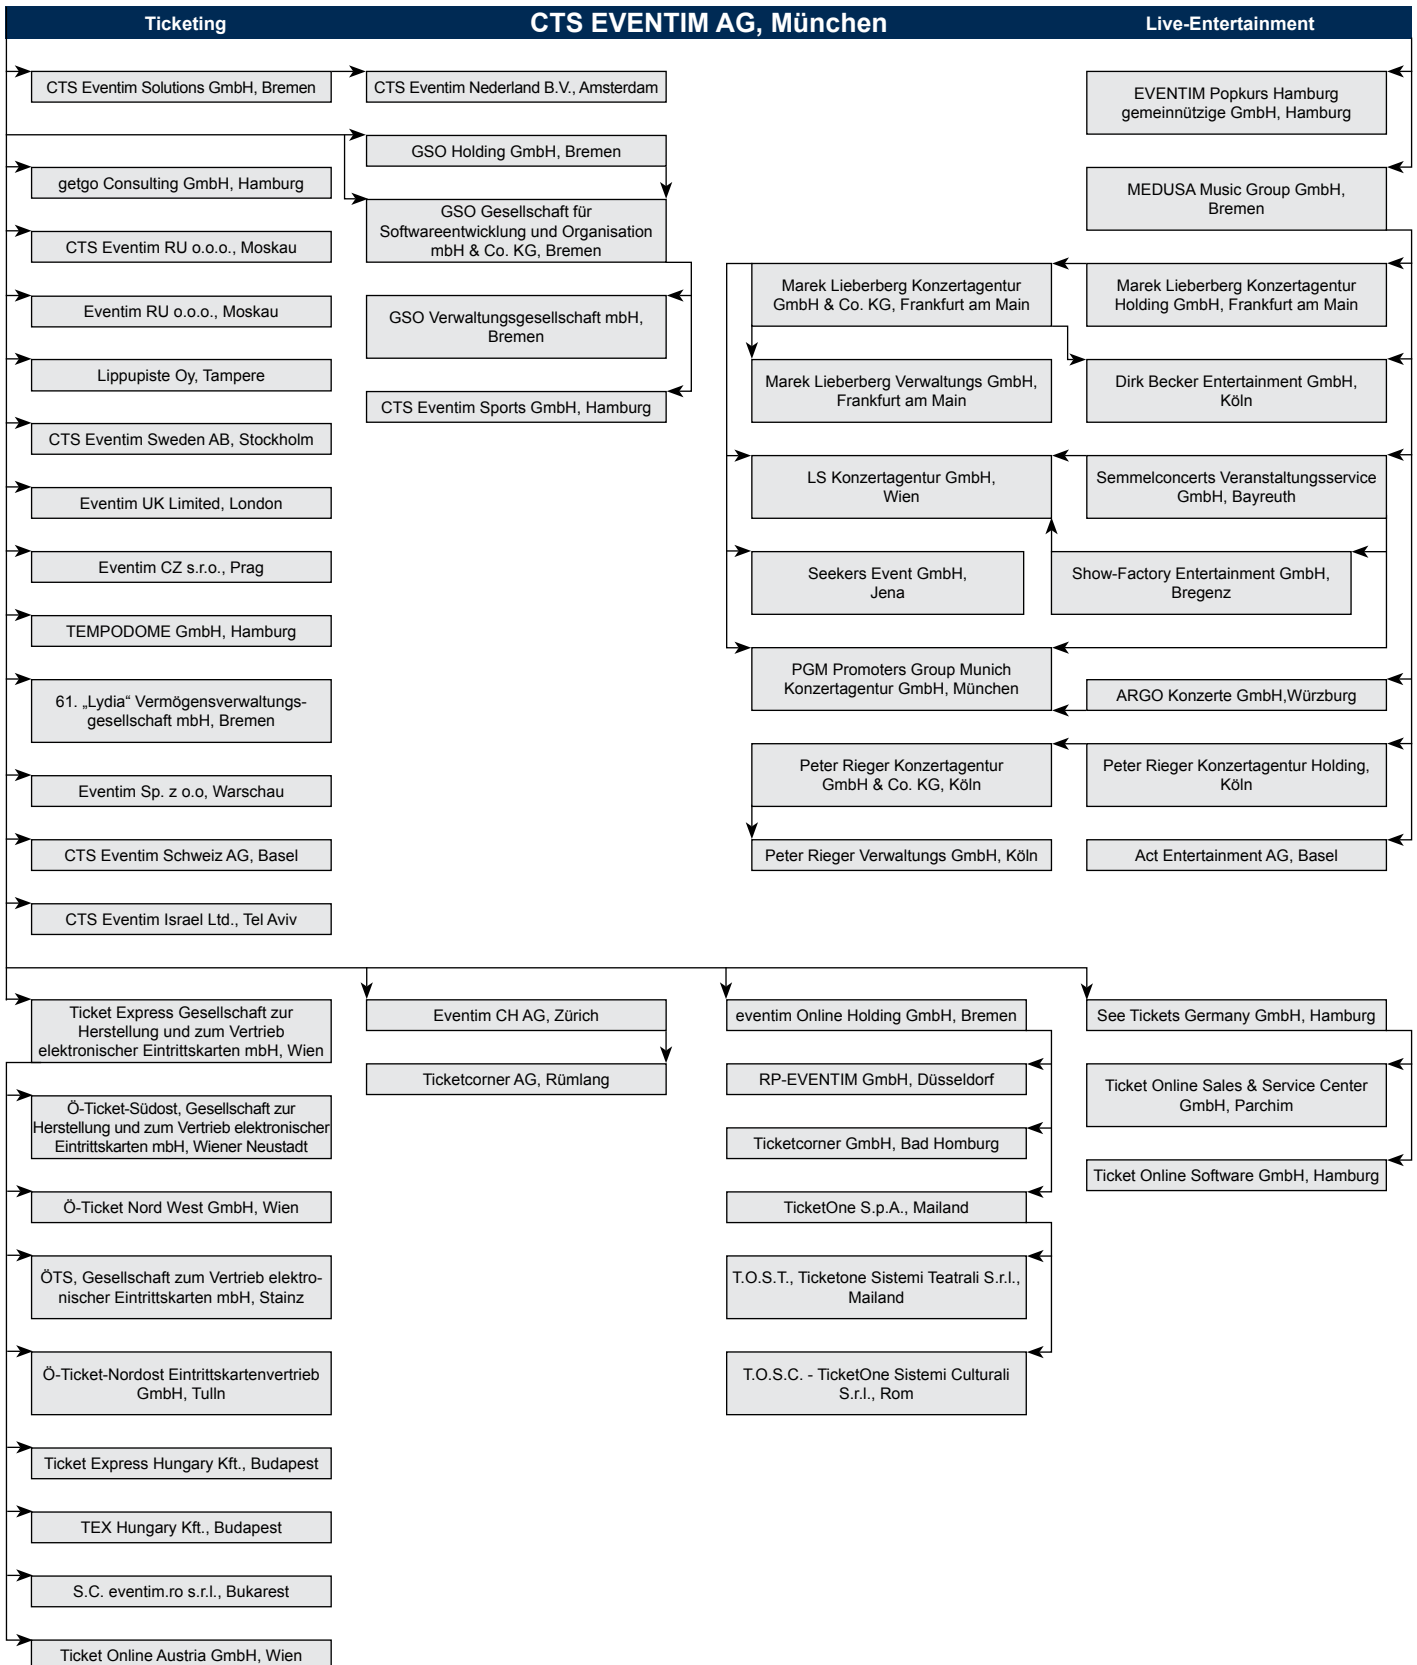 Ticketing
CTS EVENTIM AG, München
Live-Entertainment
CTS Eventim Solutions GmbH, Bremen
CTS Eventim Nederland B.V., Amsterdam
EVENTIM Popkurs Hamburg
gemeinnützige GmbH, Hamburg
GSO Holding GmbH, Bremen
getgo Consulting GmbH, Hamburg
MEDUSA Music Group GmbH,
Bremen
GSO Gesellschaft für
Softwareentwicklung und Organisation
mbH & Co. KG, Bremen
CTS Eventim RU o.o.o., Moskau
Marek Lieberberg Konzertagentur
GmbH & Co. KG, Frankfurt am Main
Marek Lieberberg Konzertagentur
Holding GmbH, Frankfurt am Main
Eventim RU o.o.o., Moskau
GSO Verwaltungsgesellschaft mbH,
Bremen
Lippupiste Oy, Tampere
Marek Lieberberg Verwaltungs GmbH,
Frankfurt am Main
Dirk Becker Entertainment GmbH,
Köln
CTS Eventim Sports GmbH, Hamburg
CTS Eventim Sweden AB, Stockholm
LS Konzertagentur GmbH,
Wien
Semmelconcerts Veranstaltungsservice
GmbH, Bayreuth
Eventim UK Limited, London
Eventim CZ s.r.o., Prag
Seekers Event GmbH,
Jena
Show-Factory Entertainment GmbH,
Bregenz
TEMPODOME GmbH, Hamburg
PGM Promoters Group Munich
Konzertagentur GmbH, München
61. „Lydia“ Vermögensverwaltungs-
gesellschaft mbH, Bremen
ARGO Konzerte GmbH,Würzburg
Eventim Sp. z o.o, Warschau
Peter Rieger Konzertagentur
GmbH & Co. KG, Köln
Peter Rieger Konzertagentur Holding,
Köln
CTS Eventim Schweiz AG, Basel
Peter Rieger Verwaltungs GmbH, Köln
Act Entertainment AG, Basel
CTS Eventim Israel Ltd., Tel Aviv
Ticket Express Gesellschaft zur
Herstellung und zum Vertrieb
elektronischer Eintrittskarten mbH, Wien
Eventim CH AG, Zürich
eventim Online Holding GmbH, Bremen
See Tickets Germany GmbH, Hamburg
Ticketcorner AG, Rümlang
RP-EVENTIM GmbH, Düsseldorf
Ticket Online Sales & Service Center
GmbH, Parchim
Ö-Ticket-Südost, Gesellschaft zur
Herstellung und zum Vertrieb elektronischer
Eintrittskarten mbH, Wiener Neustadt
Ticketcorner GmbH, Bad Homburg
Ticket Online Software GmbH, Hamburg
Ö-Ticket Nord West GmbH, Wien
TicketOne S.p.A., Mailand
ÖTS, Gesellschaft zum Vertrieb elektro-
nischer Eintrittskarten mbH, Stainz
T.O.S.T., Ticketone Sistemi Teatrali S.r.l.,
Mailand
Ö-Ticket-Nordost Eintrittskartenvertrieb
GmbH, Tulln
T.O.S.C. - TicketOne Sistemi Culturali
S.r.l., Rom
Ticket Express Hungary Kft., Budapest
TEX Hungary Kft., Budapest
S.C. eventim.ro s.r.l., Bukarest
Ticket Online Austria GmbH, Wien